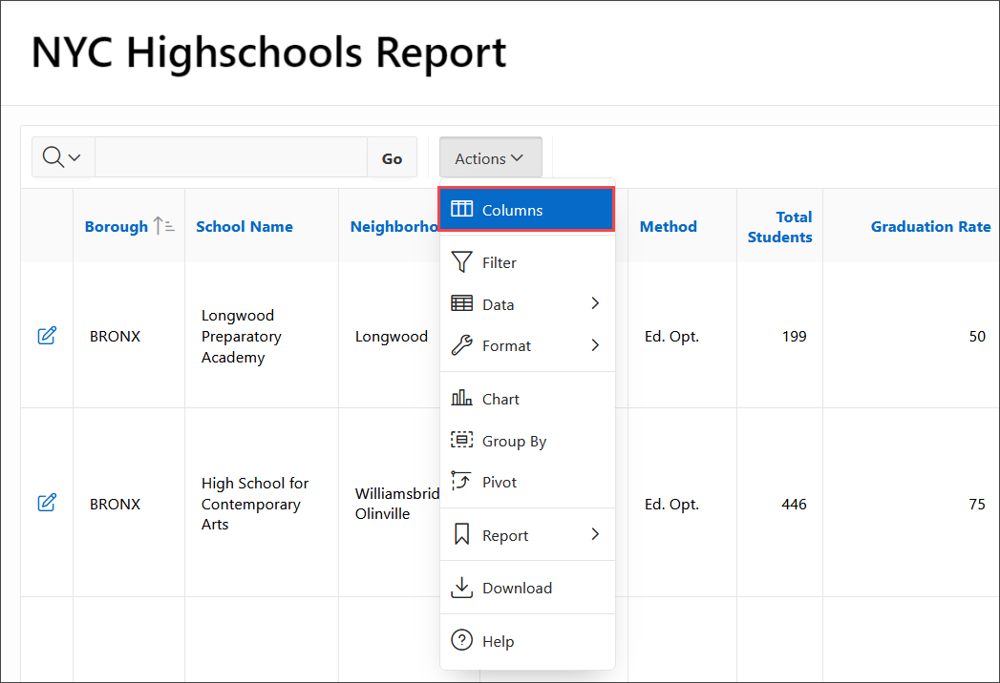 NYC Highschools Report
Go
Actions
Columns
Filter
Data
Format
Chart
Group By
Pivot
Report
Download
Help
Borough
School Name
Neighborho
Method
Total
Students
Graduation Rate
BRONX
Longwood
Preparatory
Academy
Longwood
Ed. Opt.
199
50
BRONX
High School for
Contemporary
Arts
Williamsbrid
Olinville
Ed. Opt.
446
75